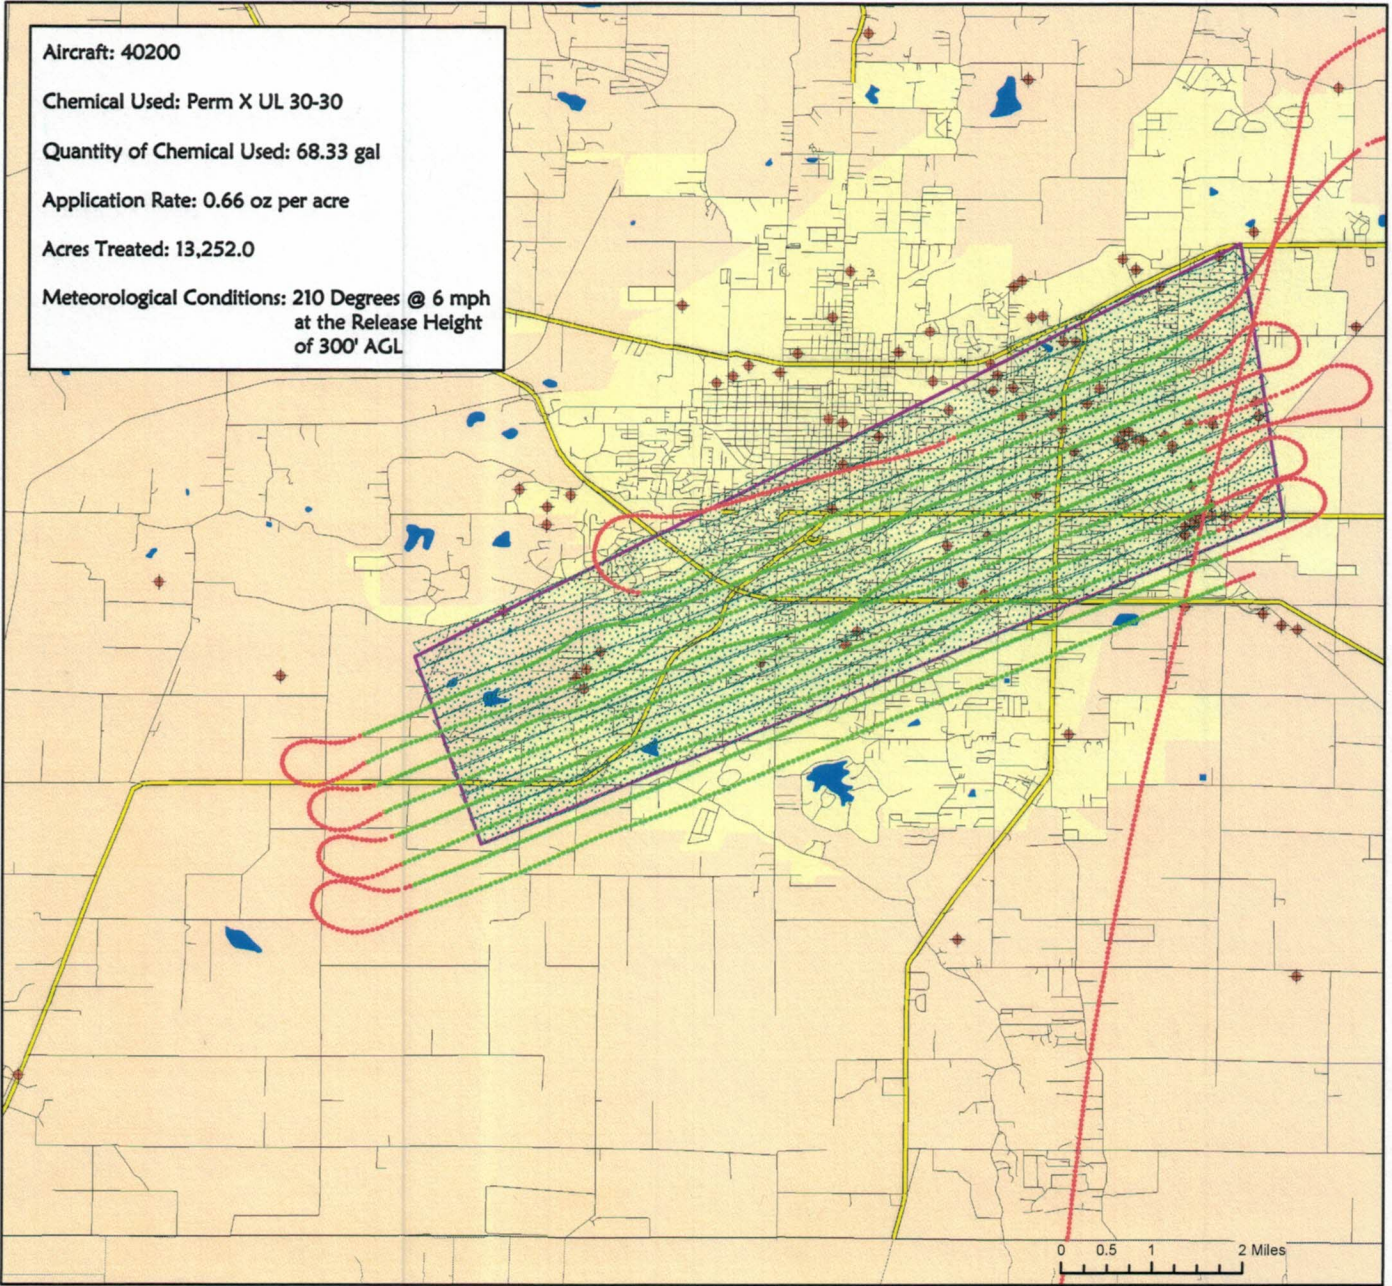 Aircraft: 40200
Chemical Used: Perm X UL 30-30
Quantity of Chemical Used: 68.33 gal
Application Rate: 0.66 oz per acre
Acres Treated: 13,252.0
Meteorological Conditions: 210 Degrees @ 6 mph
at the Release Height
of 300' AGL
0 0.5 1 2 Miles